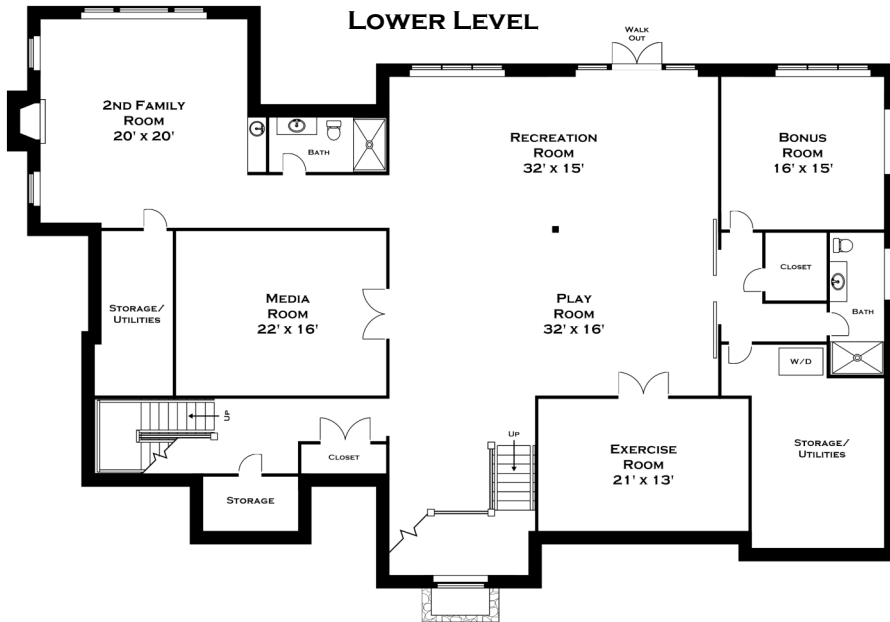 LOWER LEVEL
WALK
OUT
2ND FAMILY
ROOM
20' X 20'
BATH
RECREATION
ROOM
32' X 15'
BONUS
ROOM
16' X 15'
CLOSET
BATH
STORAGE/
UTILITIES
MEDIA
ROOM
22' X 16'
PLAY
ROOM
32' X 16'
W/D
UP
CLOSET
STORAGE
UP
EXERCISE
ROOM
21' X 13'
STORAGE/
UTILITIES